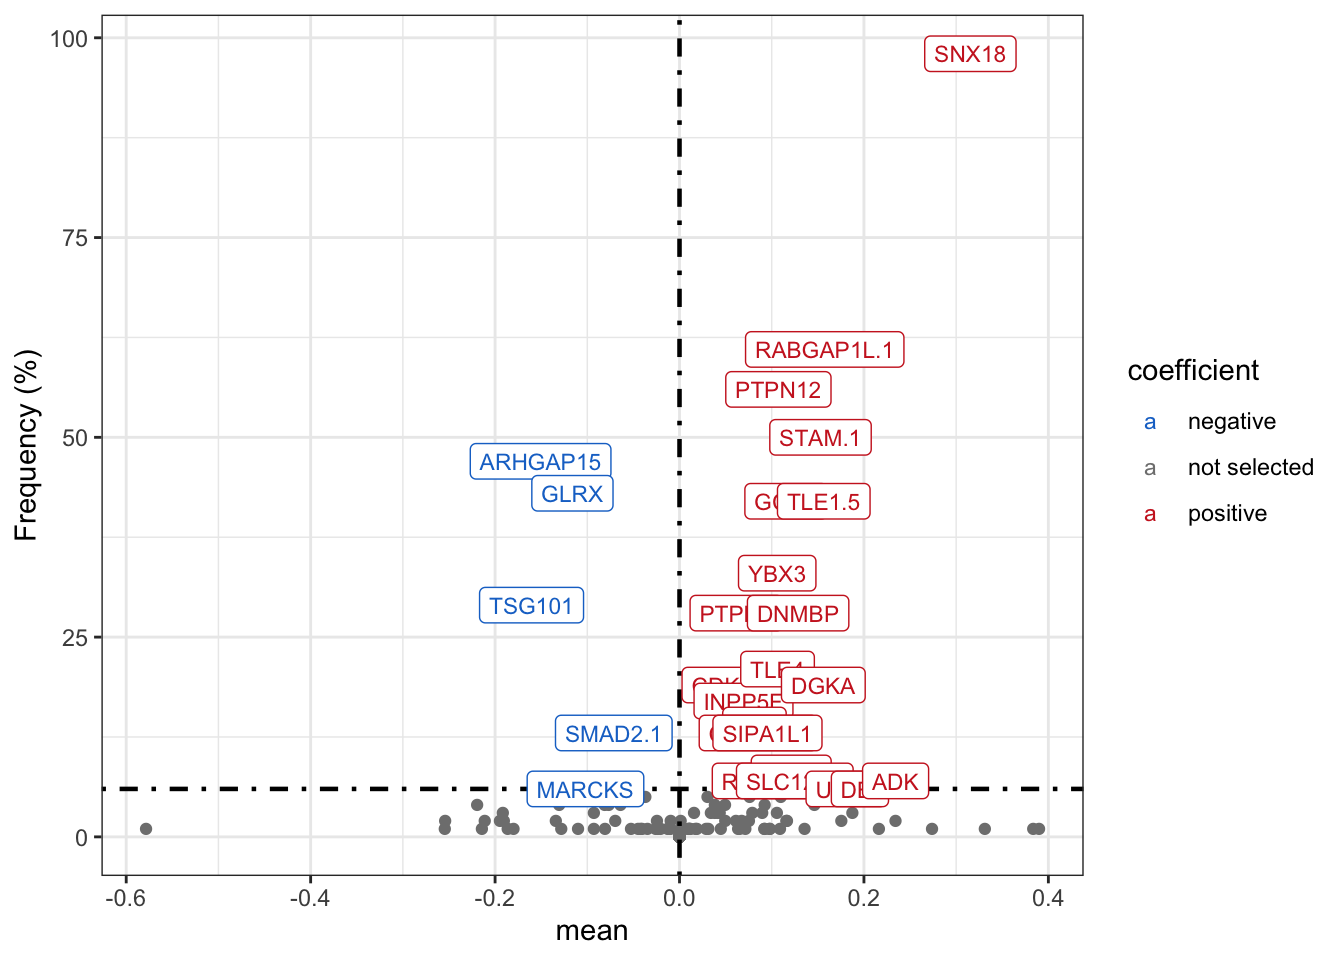 100
75
50
25
0
Frequency (%)
SNX18
RABGAP1L.1
PTPN12
STAM.1
ARHGAP15
GLRX
TLE1.5
YBX3
TSG101
DNMBP
TLE4
DGKA
SMAD2.1
SIPA1L1
MARCKS
ADK
-0.6 -0.4 -0.2 0.0 0.2 0.4
mean
coefficient
a negative
a not selected
a positive